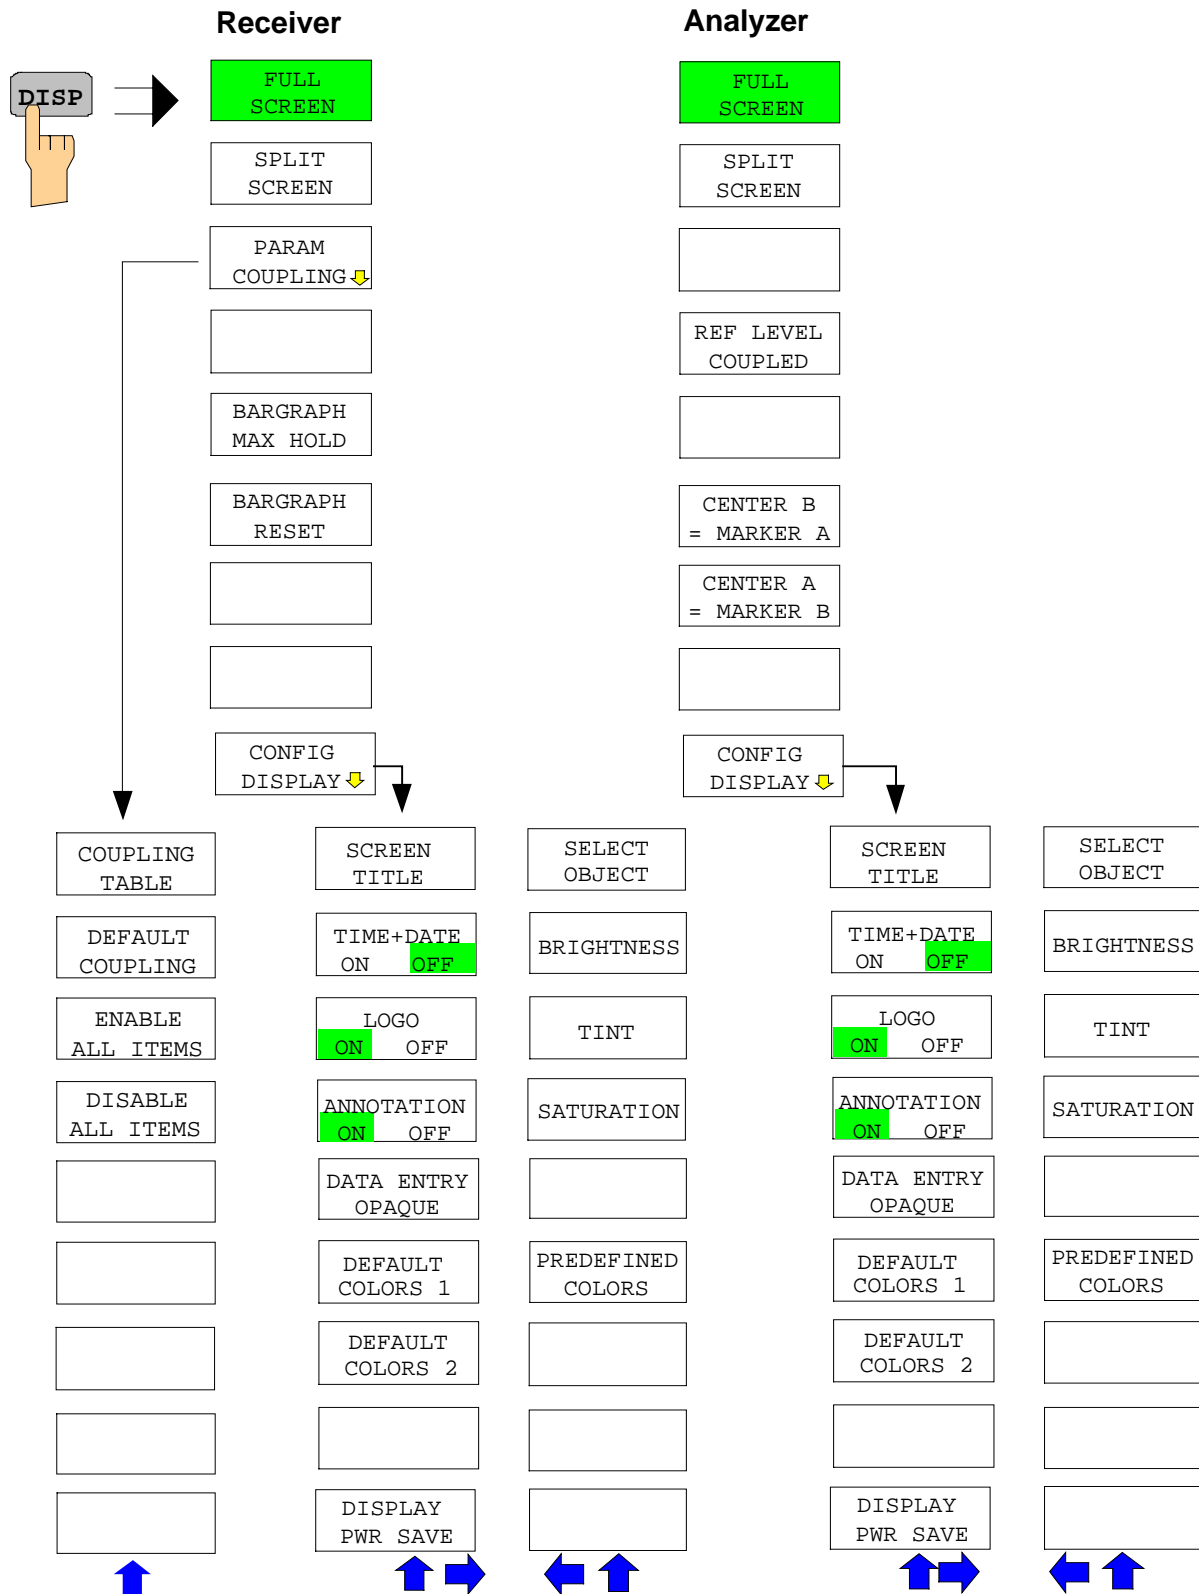 Receiver
Analyzer
DISP
FULL
SCREEN
SPLIT
SCREEN
PARAM
COUPLING
BARGRAPH
MAX HOLD
BARGRAPH
RESET
CONFIG
DISPLAY
FULL
SCREEN
SPLIT
SCREEN
REF LEVEL
COUPLED
CENTER B
= MARKER A
CENTER A
= MARKER B
CONFIG
DISPLAY
COUPLING
TABLE
DEFAULT
COUPLING
ENABLE
ALL ITEMS
DISABLE
ALL ITEMS
SCREEN
TITLE
TIME+DATE
ON OFF
LOGO
ON OFF
ANNOTATION
ON OFF
DATA ENTRY
OPAQUE
DEFAULT
COLORS 1
DEFAULT
COLORS 2
DISPLAY
PWR SAVE
SELECT
OBJECT
BRIGHTNESS
TINT
SATURATION
PREDEFINED
COLORS
SCREEN
TITLE
TIME+DATE
ON OFF
LOGO
ON OFF
ANNOTATION
ON OFF
DATA ENTRY
OPAQUE
DEFAULT
COLORS 1
DEFAULT
COLORS 2
DISPLAY
PWR SAVE
SELECT
OBJECT
BRIGHTNESS
TINT
SATURATION
PREDEFINED
COLORS